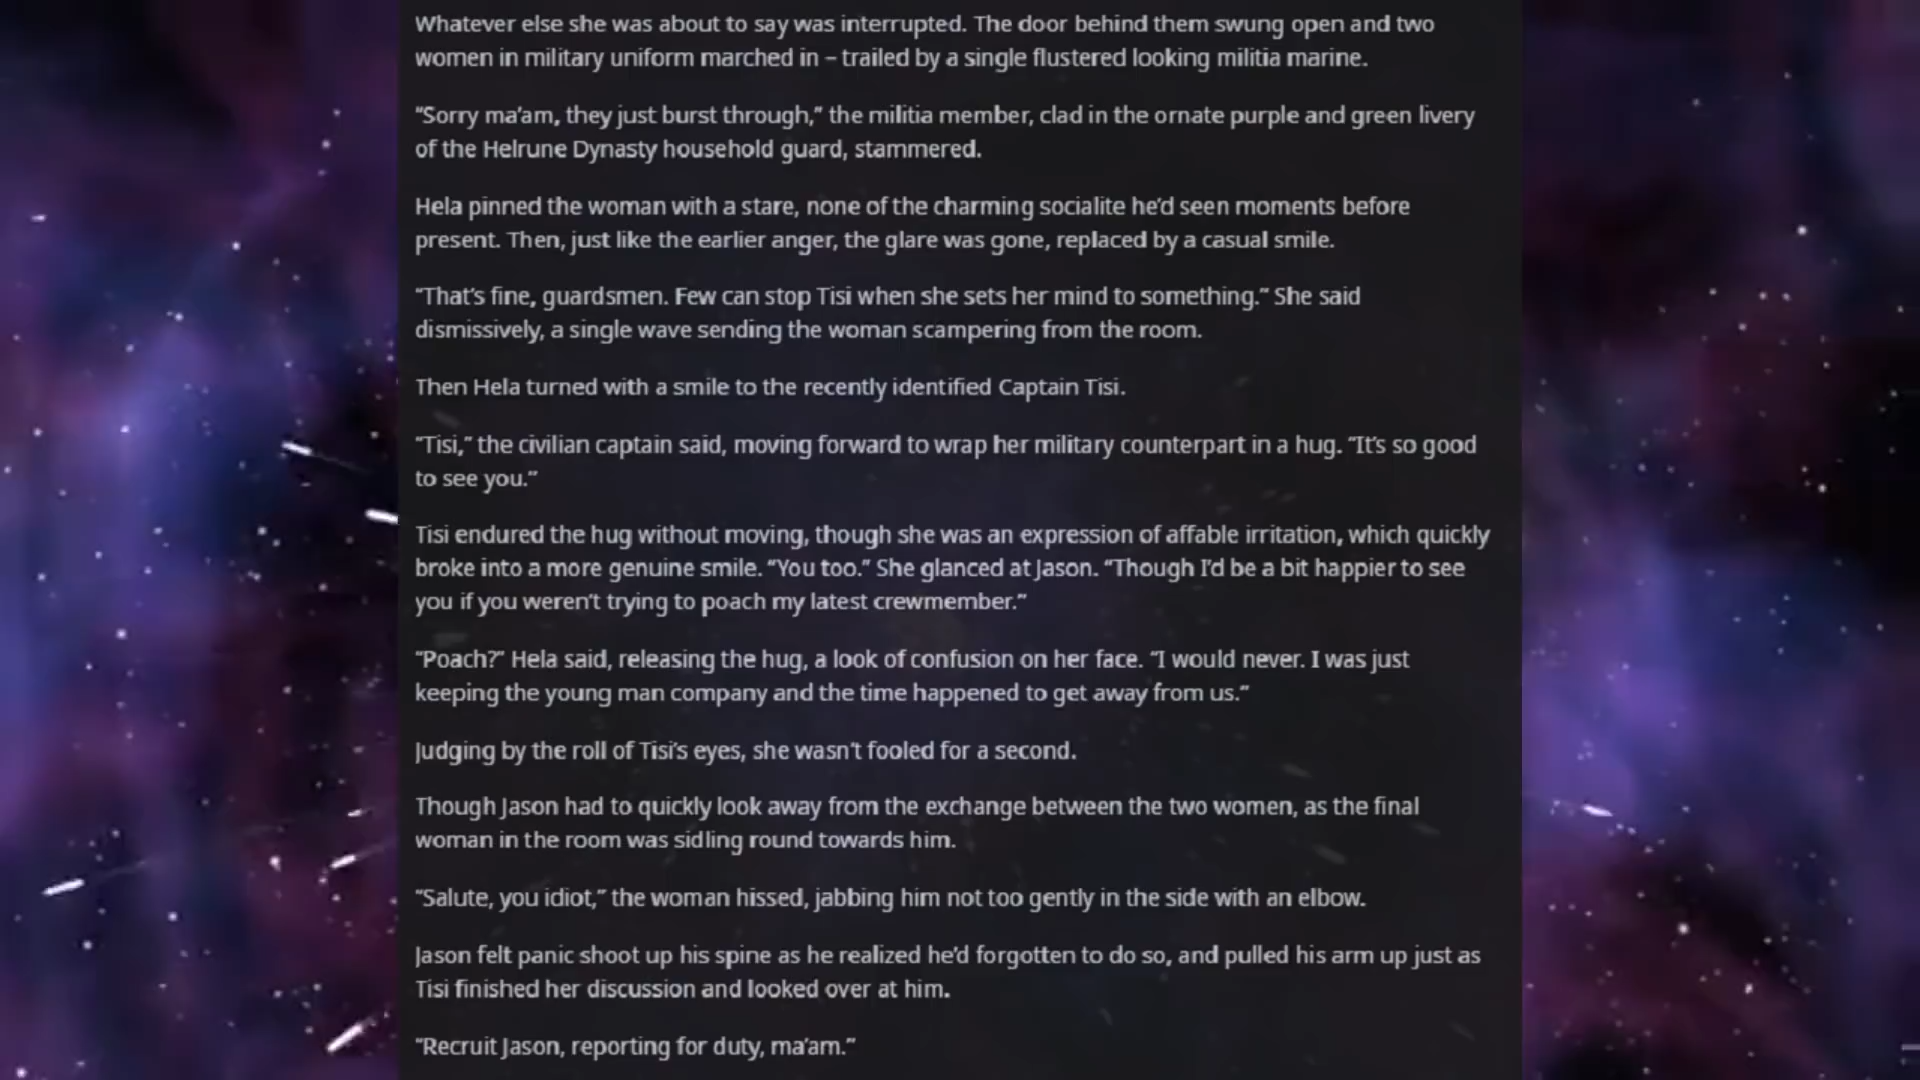 Whatever else she was about to say was interrupted. The door behind them swung open and two
women in military uniform marched in – trailed by a single flustered looking militia marine.
“Sorry ma’am, they just burst through,” the militia member, clad in the ornate purple and green livery
of the Helrune Dynasty household guard, stammered.
Hela pinned the woman with a stare, none of the charming socialite he’d seen moments before
present. Then, just like the earlier anger, the glare was gone, replaced by a casual smile.
“That’s fine, guardsmen. Few can stop Tisi when she sets her mind to something.” She said
dismissively, a single wave sending the woman scampering from the room.
Then Hela turned with a smile to the recently identified Captain Tisi.
“Tisi,” the civilian captain said, moving forward to wrap her military counterpart in a hug. “It’s so good
to see you.”
Tisi endured the hug without moving, though she was an expression of affable irritation, which quickly
broke into a more genuine smile. “You too.” She glanced at Jason. “Though I’d be a bit happier to see
you if you weren’t trying to poach my latest crewmember.”
“Poach?” Hela said, releasing the hug, a look of confusion on her face. “I would never. I was just
keeping the young man company and the time happened to get away from us.”
Judging by the roll of Tisi’s eyes, she wasn’t fooled for a second.
Though Jason had to quickly look away from the exchange between the two women, as the final
woman in the room was sidling round towards him.
“Salute, you idiot,” the woman hissed, jabbing him not too gently in the side with an elbow.
Jason felt panic shoot up his spine as he realized he’d forgotten to do so, and pulled his arm up just as
Tisi finished her discussion and looked over at him.
“Recruit Jason, reporting for duty, ma’am.”